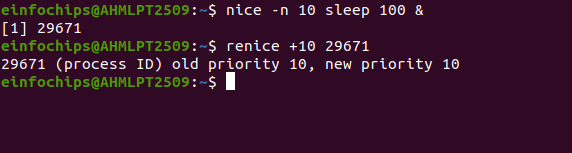 einfochips@AHMLPT2509:~$ nice -n 10 sleep 100 &
[1] 29671
einfochips@AHMLPT2509:~$ renice +10 29671
29671 (process ID) old priority 10, new priority 10
einfochips@AHMLPT2509:~$